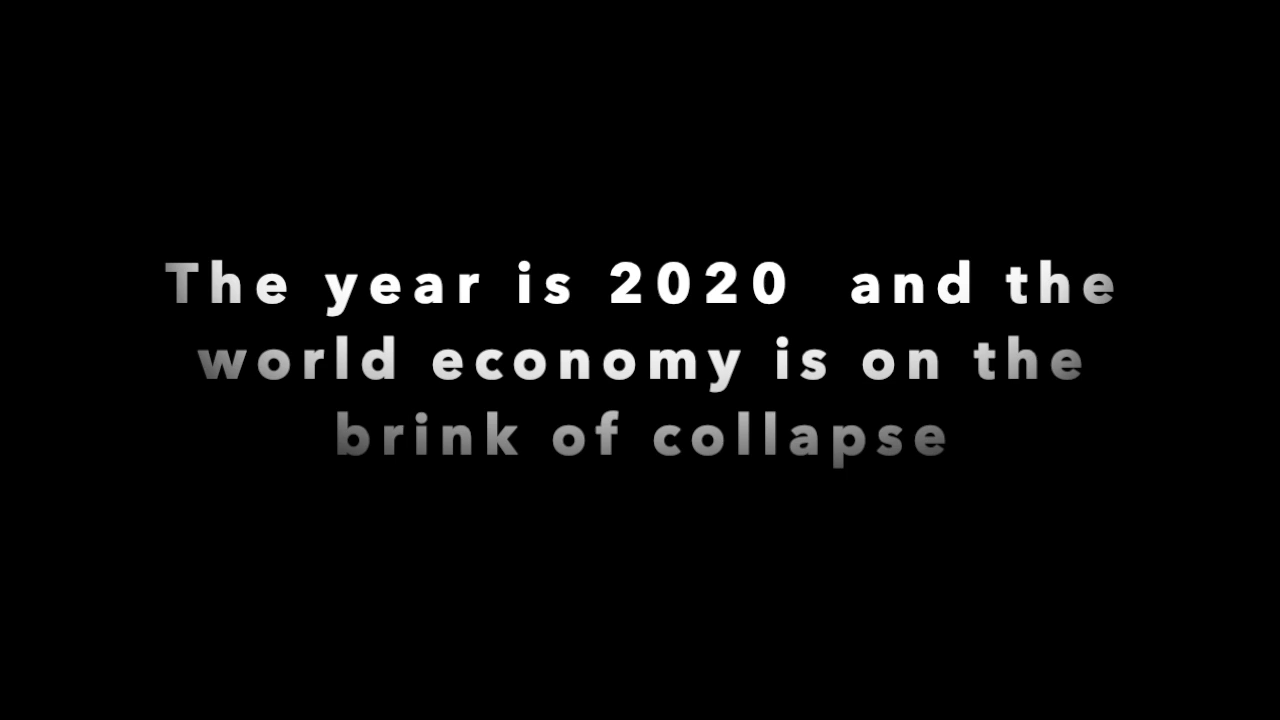 The year is 2020  and the
world economy is on the
brink of collapse